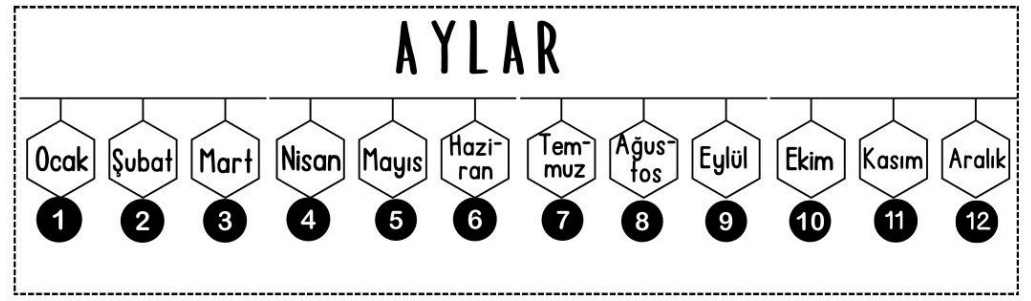 AYLAR
Ocak Şubat Mart Nisan Mayıs Hazi-
ran Tem-
muz Ağus-
tos Eylül Ekim Kasım Aralık
1 2 3 4 5 6 7 8 9 10 11 12